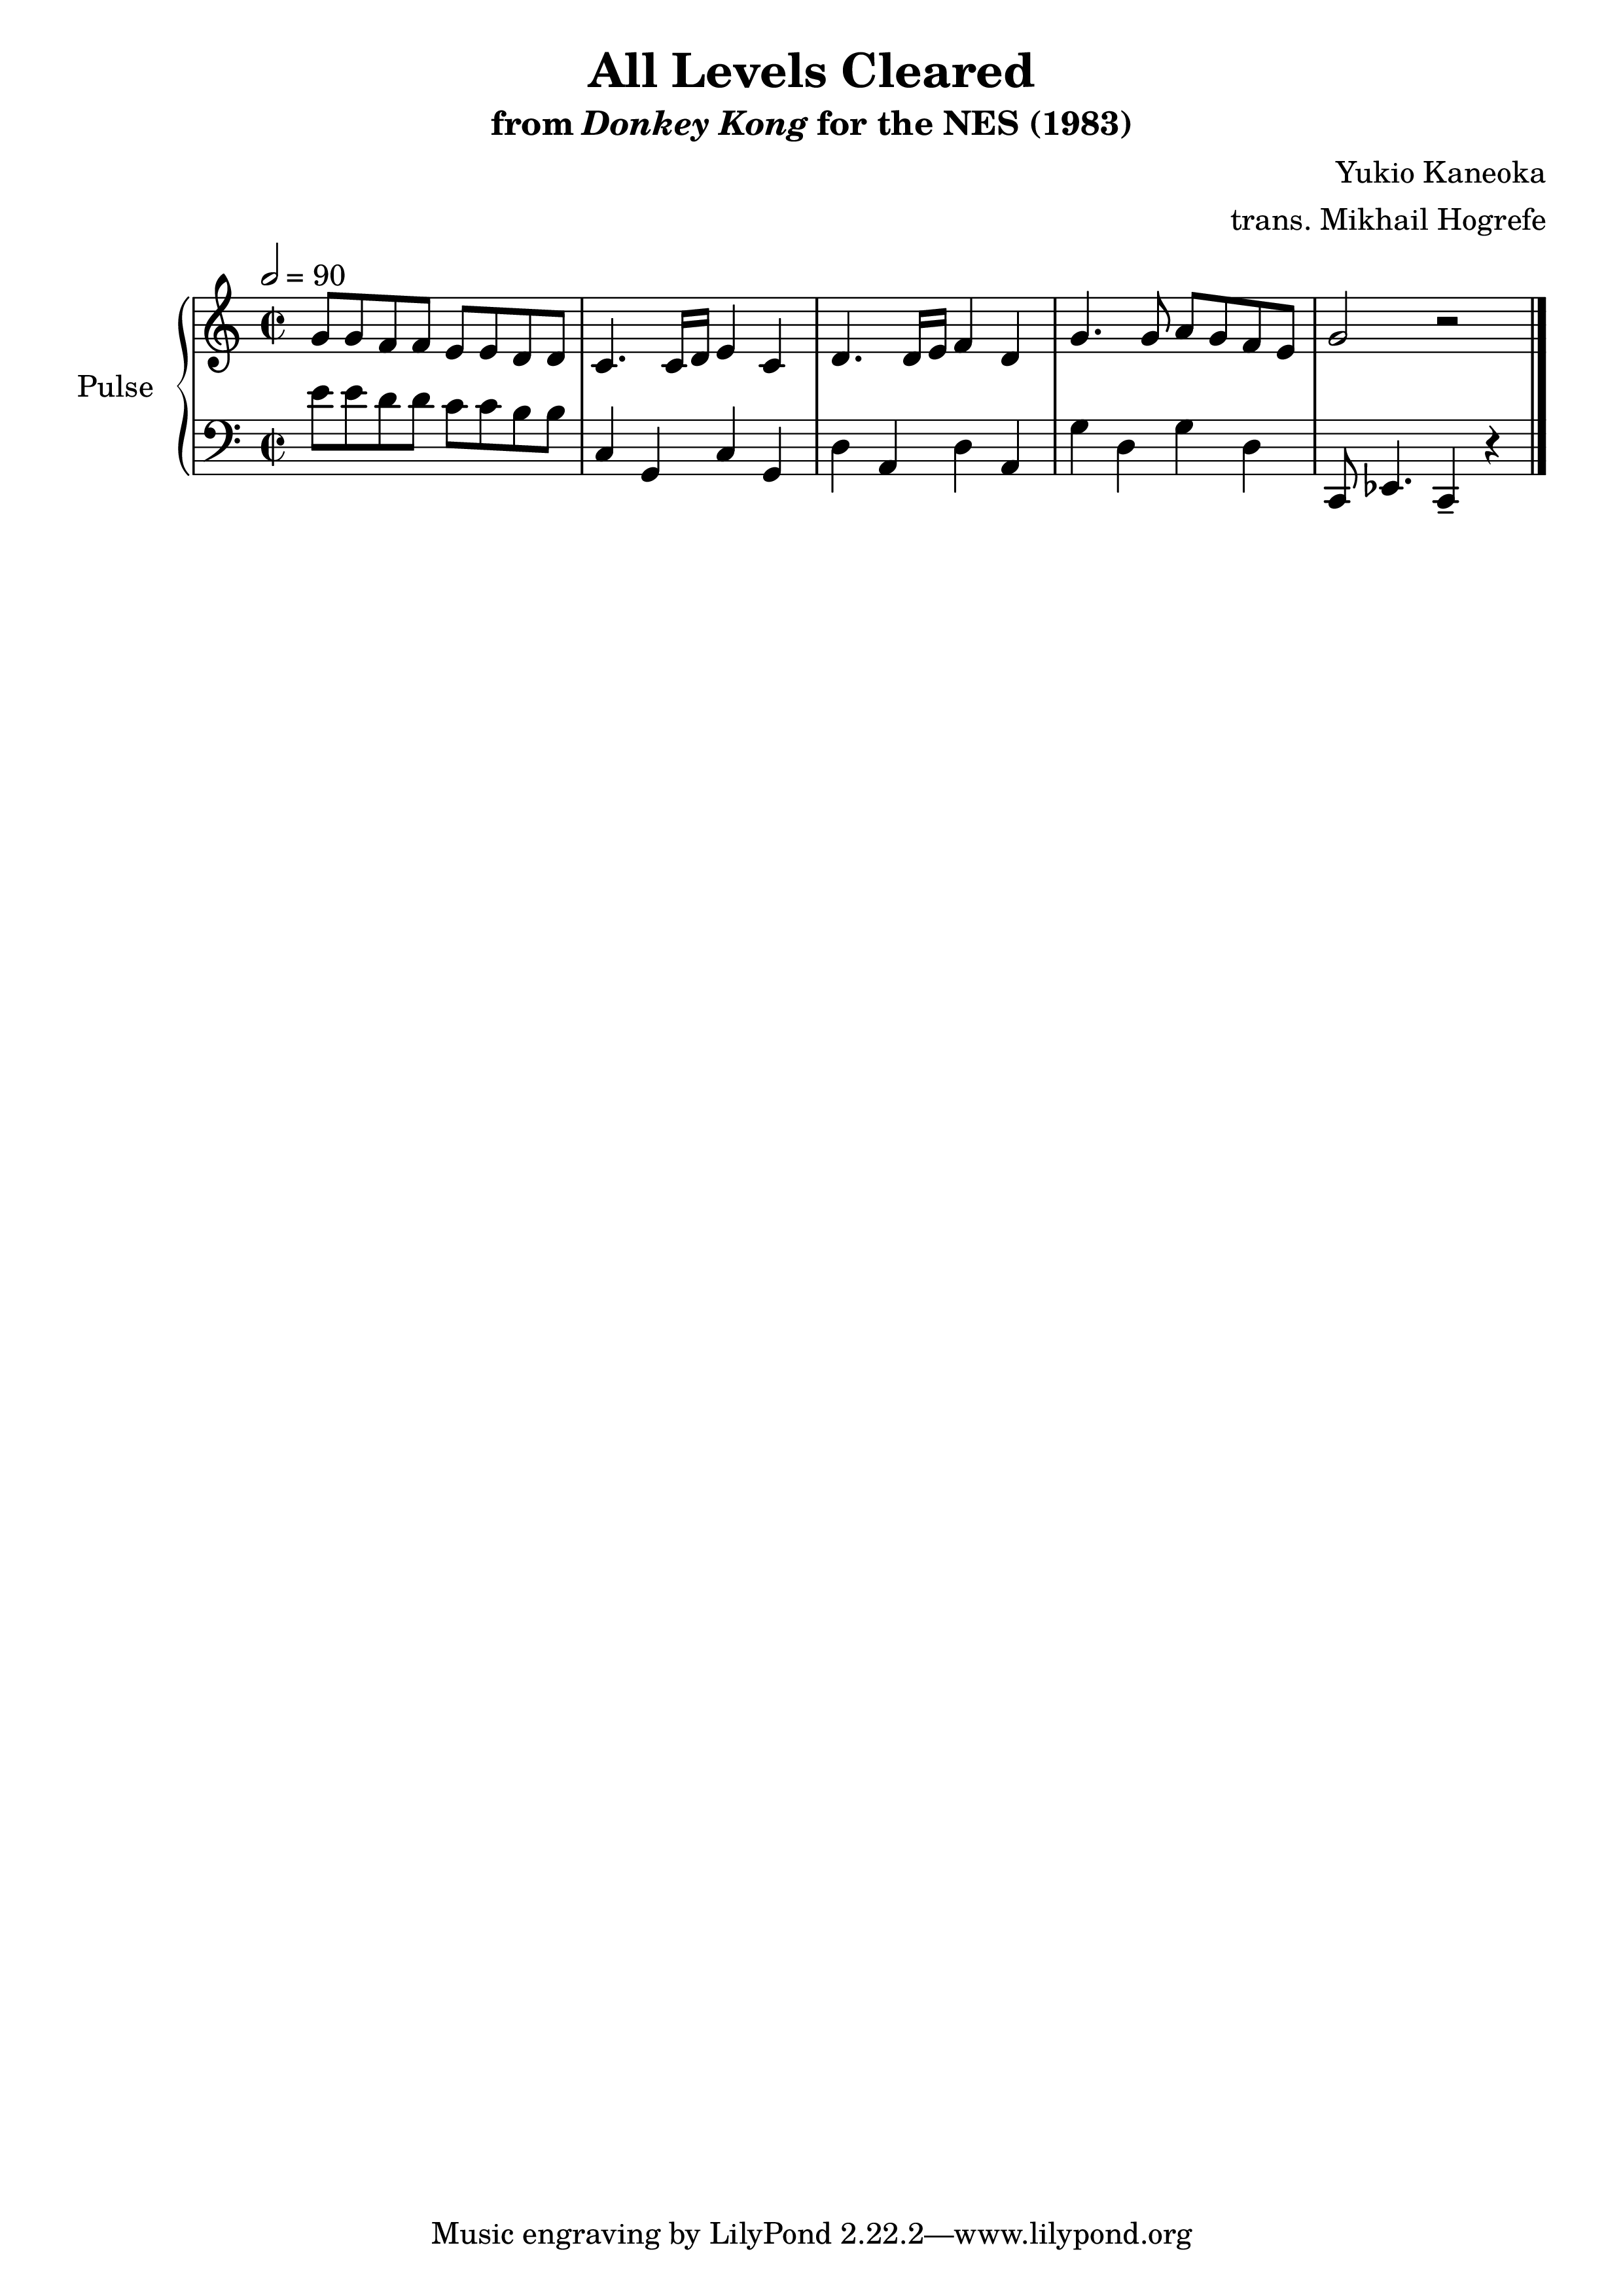 All Levels Cleared
from Donkey Kong for the NES (1983)
Yukio Kaneoka
trans. Mikhail Hogrefe
= 90
Pulse
Music engraving by LilyPond 2.22.2—www.lilypond.org